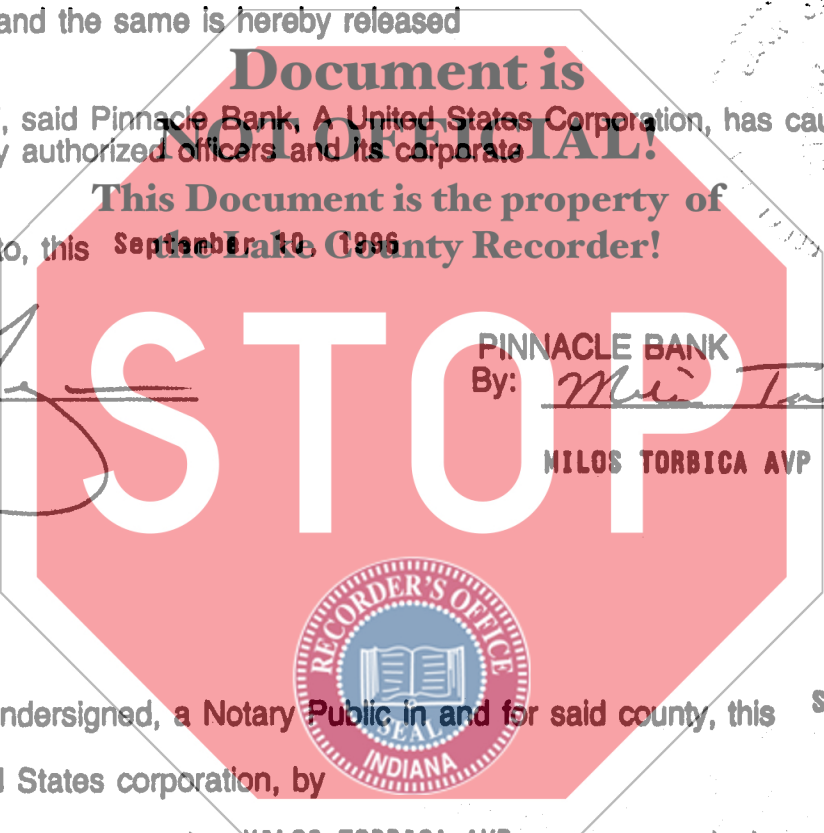 and the same is hereby released
Document is
, said Pinnacle Bank, A United States Corporation, has cau
NOT OFFICIAL!
y authorized officers and its corporate
This Document is the property of
to, this September 10, 1996
the Lake County Recorder!
STOP
PINNACLE BANK
By:
MILOS TORBICA AVP
RECORDER'S OFFICE
SEAL
INDIANA
ndersigned, a Notary Public in and for said county, this
d States corporation, by
MILOS TORBICA AVP